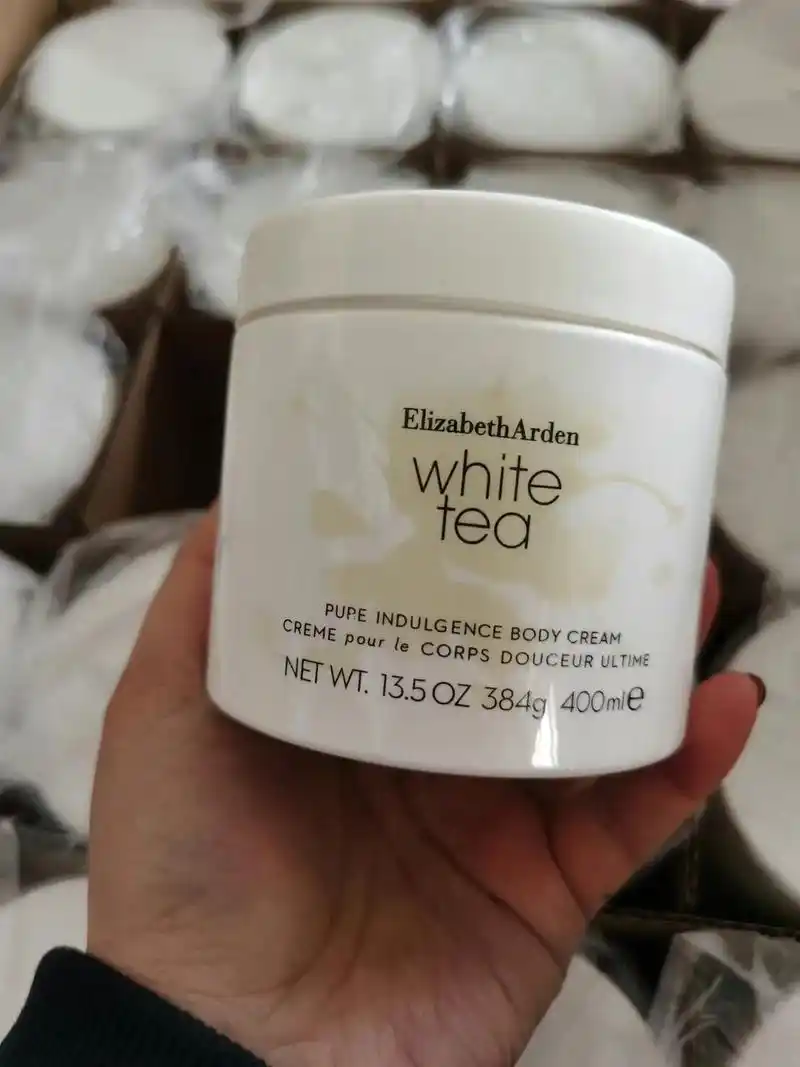 ElizabethArden
white
tea
PURE INDULGENCE BODY CREAM
CREME pour le CORPS DOUCEUR ULTIME
NET WT. 13.5 OZ 384g 400ml℮